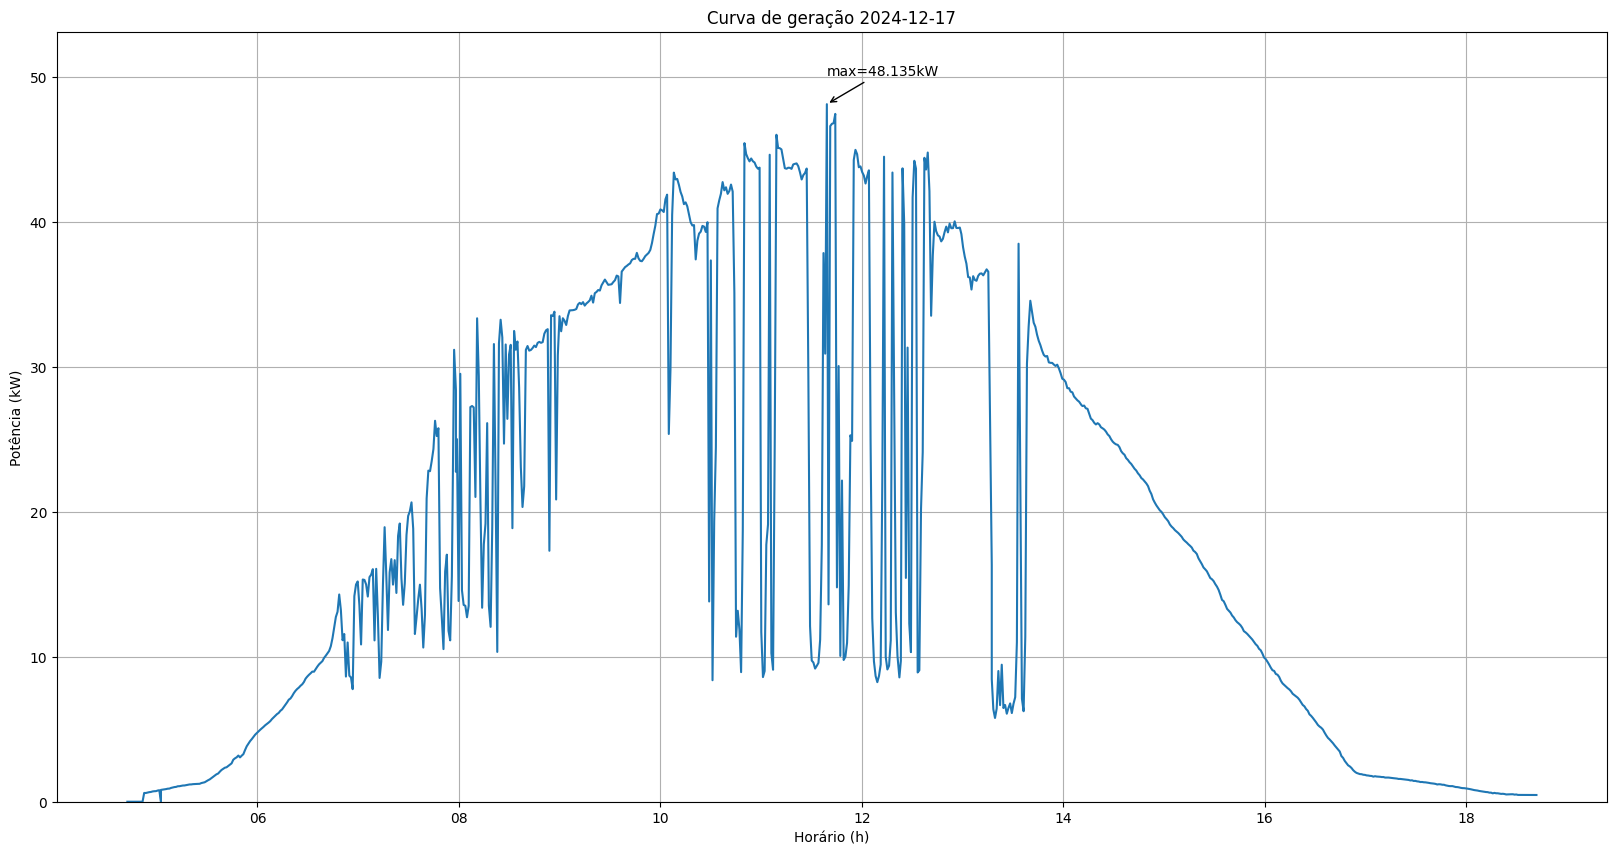 Curva de geração 2024-12-17
max=48.135kW
50
40
30
20
10
0
Potência (kW)
06 08 10 12 14 16 18
Horário (h)